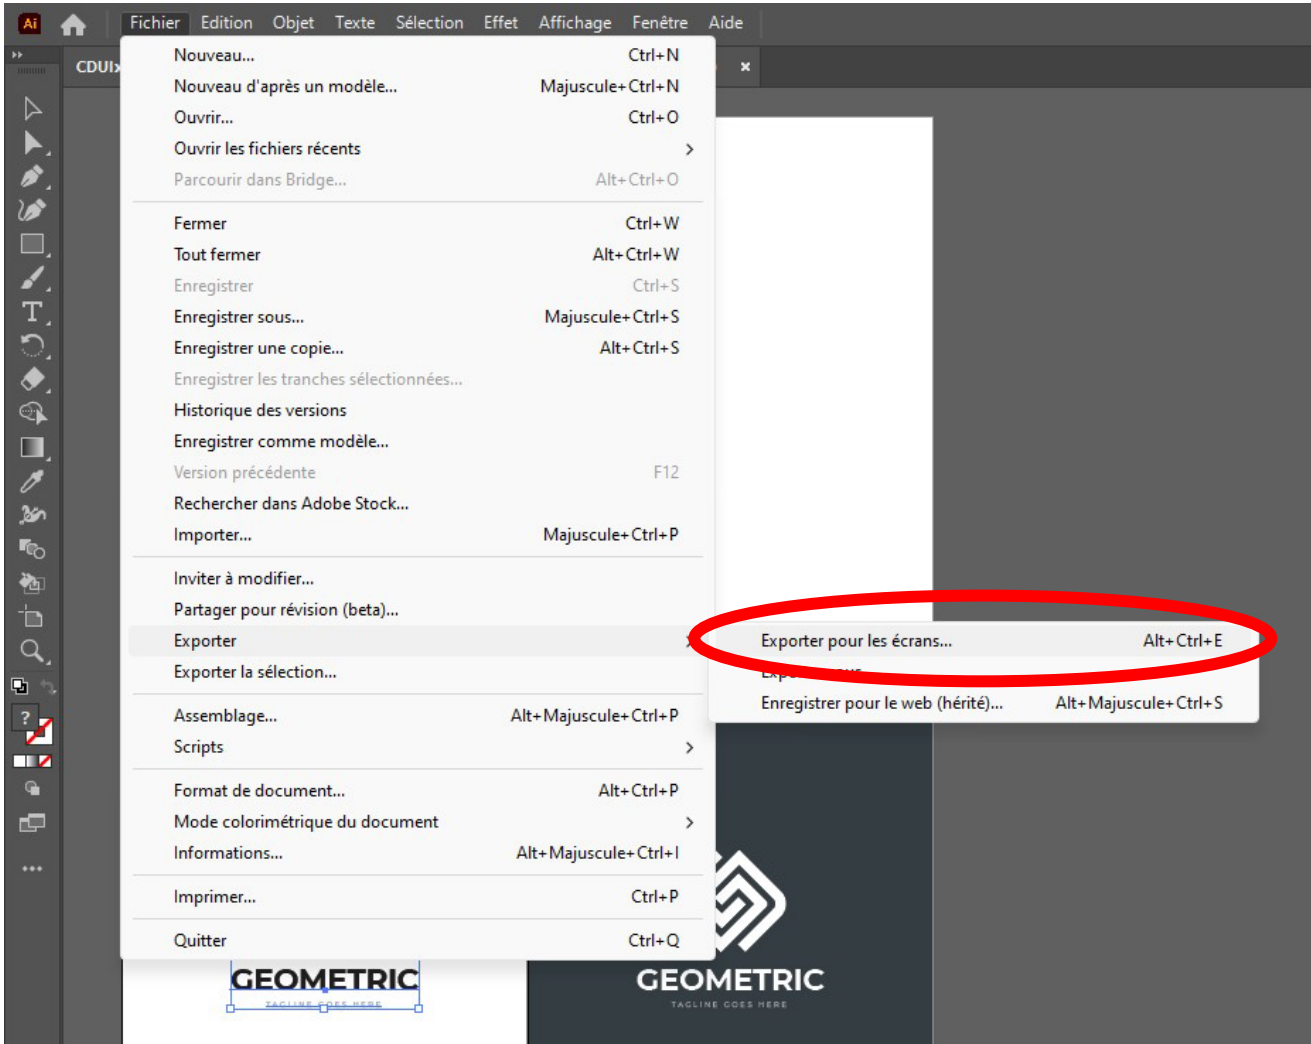 Ai Fichier Edition Objet Texte Sélection Effet Affichage Fenêtre Aide
CDUI
Nouveau... Ctrl+N
Nouveau d'après un modèle... Majuscule+Ctrl+N
Ouvrir... Ctrl+O
Ouvrir les fichiers récents
Parcourir dans Bridge... Alt+Ctrl+O
Fermer Ctrl+W
Tout fermer Alt+Ctrl+W
Enregistrer Ctrl+S
Enregistrer sous... Majuscule+Ctrl+S
Enregistrer une copie... Alt+Ctrl+S
Enregistrer les tranches sélectionnées...
Historique des versions
Enregistrer comme modèle...
Version précédente F12
Rechercher dans Adobe Stock...
Importer... Majuscule+Ctrl+P
Inviter à modifier...
Partager pour révision (beta)...
Exporter
Exporter pour les écrans... Alt+Ctrl+E
Exporter la sélection...
Enregistrer pour le web (hérité)... Alt+Majuscule+Ctrl+S
Assemblage... Alt+Majuscule+Ctrl+P
Scripts
Format de document... Alt+Ctrl+P
Mode colorimétrique du document
Informations... Alt+Majuscule+Ctrl+I
Imprimer... Ctrl+P
Quitter Ctrl+Q
GEOMETRIC
TAGLINE GOES HERE
GEOMETRIC
TAGLINE GOES HERE